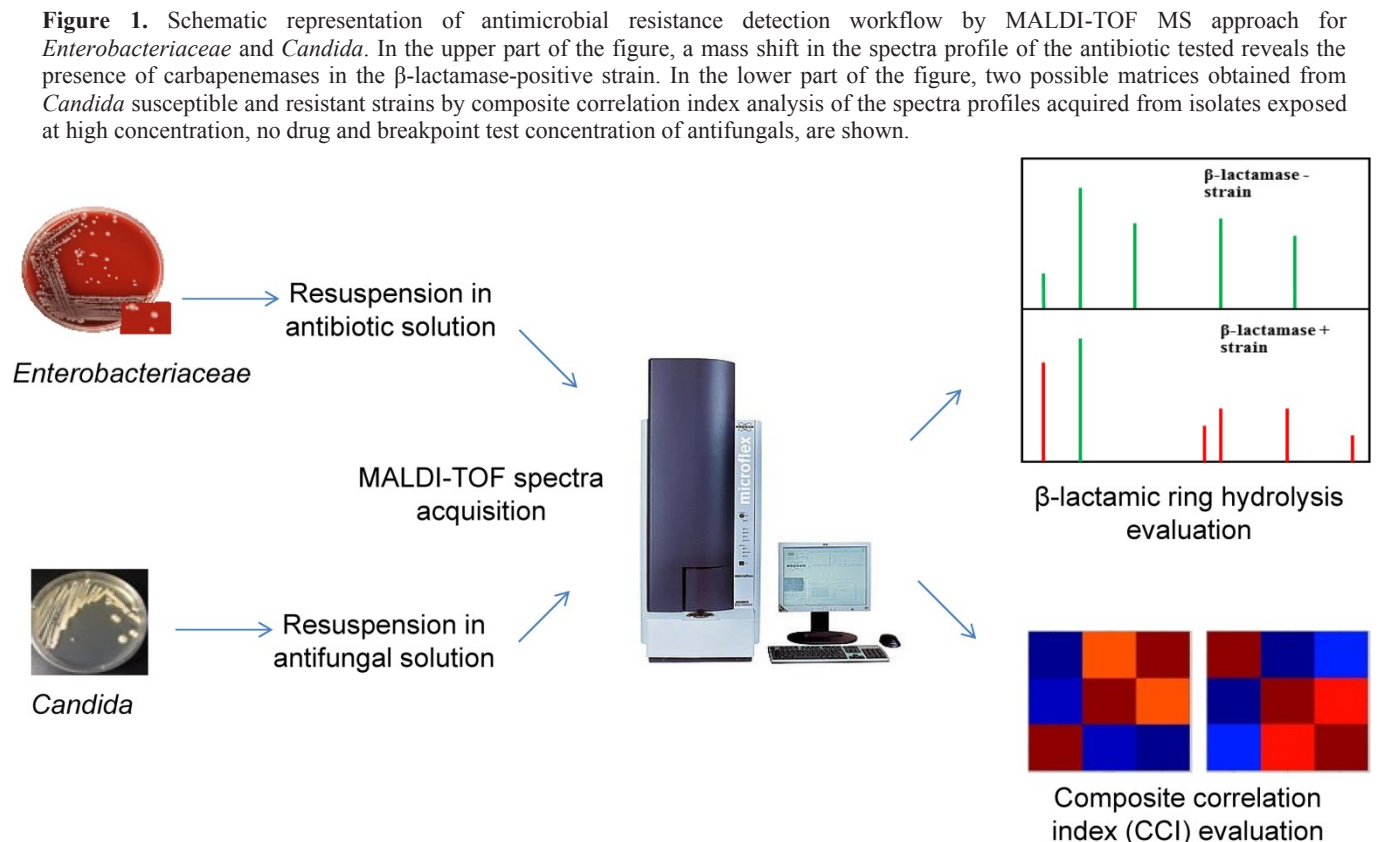 Figure 1. Schematic representation of antimicrobial resistance detection workflow by MALDI-TOF MS approach for
Enterobacteriaceae and Candida. In the upper part of the figure, a mass shift in the spectra profile of the antibiotic tested reveals the
presence of carbapenemases in the β-lactamase-positive strain. In the lower part of the figure, two possible matrices obtained from
Candida susceptible and resistant strains by composite correlation index analysis of the spectra profiles acquired from isolates exposed
at high concentration, no drug and breakpoint test concentration of antifungals, are shown.
β-lactamase -
strain
Resuspension in
antibiotic solution
β-lactamase +
strain
Enterobacteriaceae
microflex
MALDI-TOF spectra
acquisition
β-lactamic ring hydrolysis
evaluation
Resuspension in
antifungal solution
Candida
Composite correlation
index (CCI) evaluation